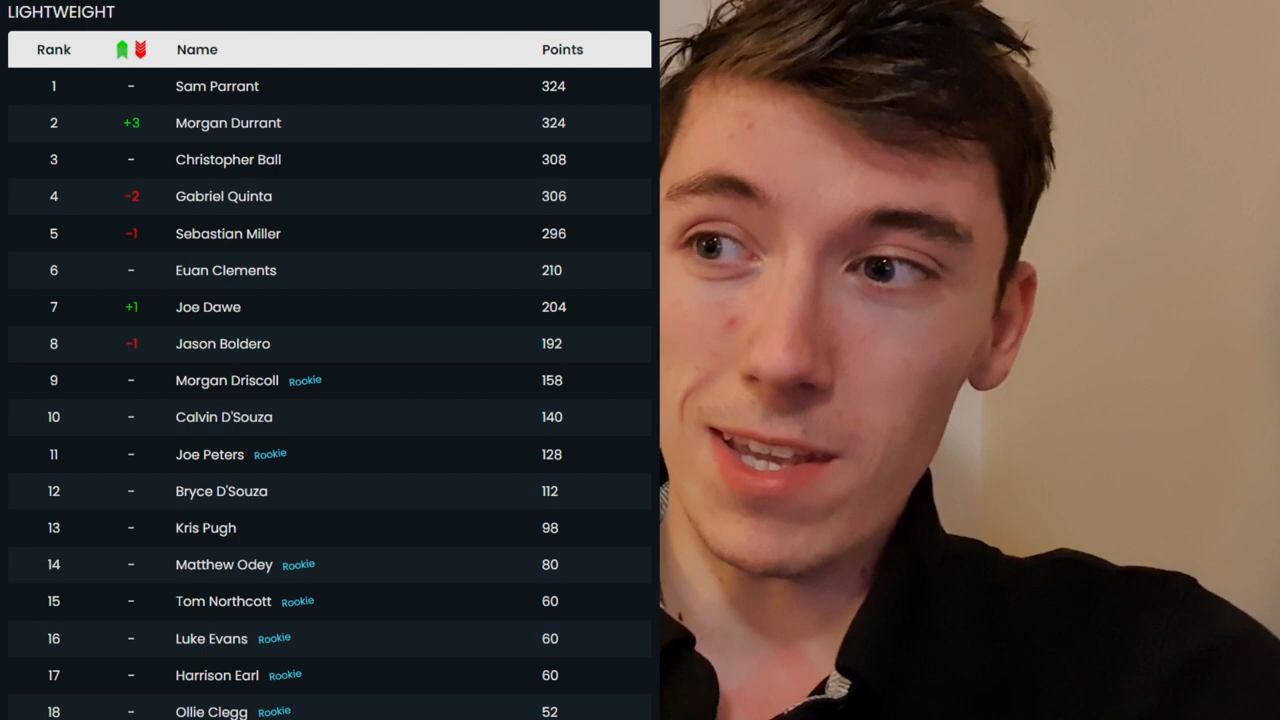 LIGHTWEIGHT
Rank Name Points
1 - Sam Parrant 324
2 +3 Morgan Durrant 324
3 - Christopher Ball 308
4 -2 Gabriel Quinta 306
5 -1 Sebastian Miller 296
6 - Euan Clements 210
7 +1 Joe Dawe 204
8 -1 Jason Boldero 192
9 - Morgan Driscoll Rookie 158
10 - Calvin D'Souza 140
11 - Joe Peters Rookie 128
12 - Bryce D'Souza 112
13 - Kris Pugh 98
14 - Matthew Odey Rookie 80
15 - Tom Northcott Rookie 60
16 - Luke Evans Rookie 60
17 - Harrison Earl Rookie 60
18 - Ollie Clegg Rookie 52